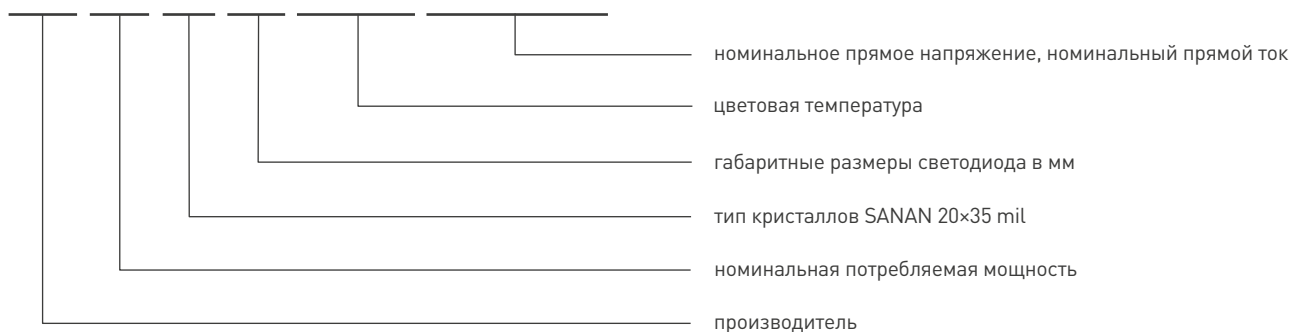 номинальное прямое напряжение, номинальный прямой ток
цветовая температура
габаритные размеры светодиода в мм
тип кристаллов SANAN 20×35 mil
номинальная потребляемая мощность
производитель